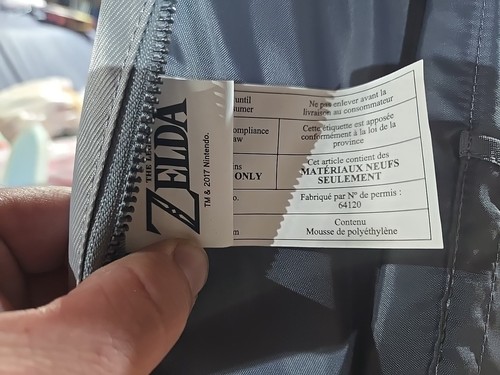 THE LEG
ZELDA
TM & 2017 Nintendo.
until
umer
Ne pas enlever avant la
livraison au consommateur
ompliance
aw
Cette étiquette est apposée
conformément à la loi de la
province
ns
ONLY
Cet article contient des
MATÉRIAUX NEUFS
SEULEMENT
o.
Fabriqué par Nº de permis :
64120
Contenu
Mousse de polyéthylène